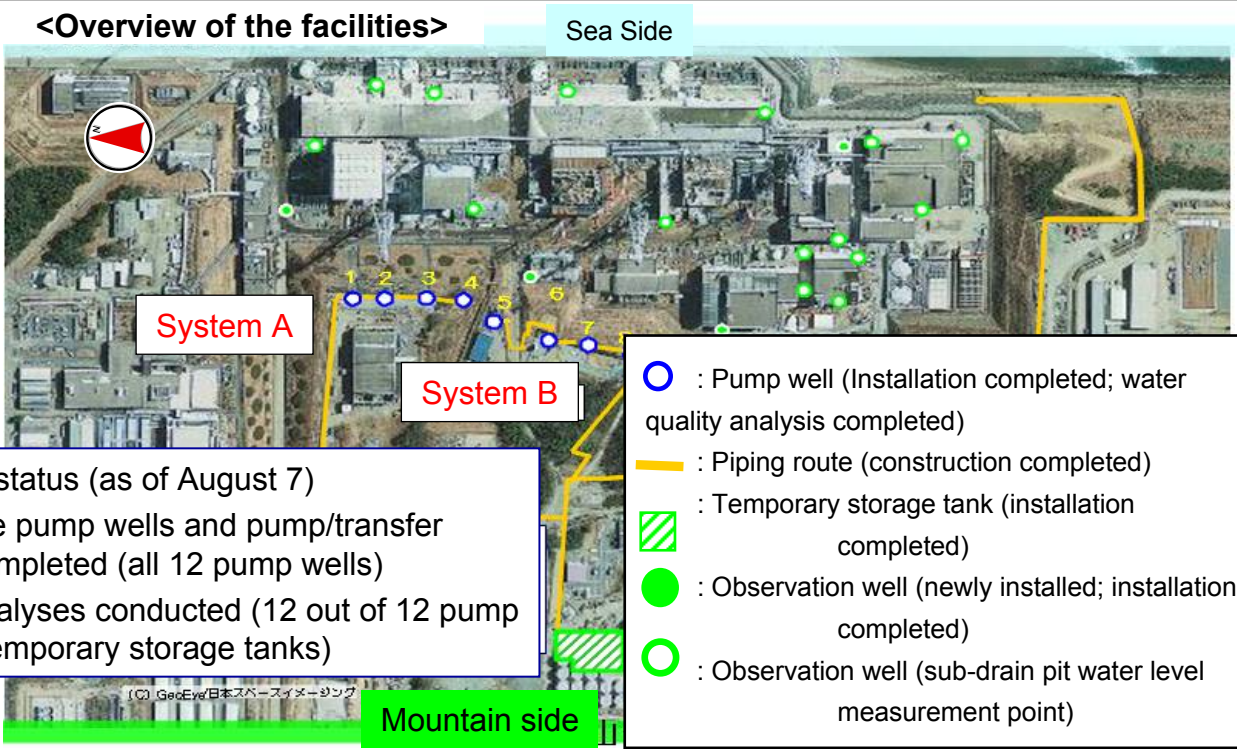 <Overview of the facilities>
Sea Side
N
1 2 3 4
5
6
7
System A
System B
status (as of August 7)
pump wells and pump/transfer
(all 12 pump wells)
conducted (12 out of 12 pump
temporary storage tanks)
: Pump well (Installation completed; water
quality analysis completed)
: Piping route (construction completed)
: Temporary storage tank (installation
completed)
: Observation well (newly installed; installation
completed)
: Observation well (sub-drain pit water level
measurement point)
(C) GeoEye/日本スペースイメージング
Mountain side